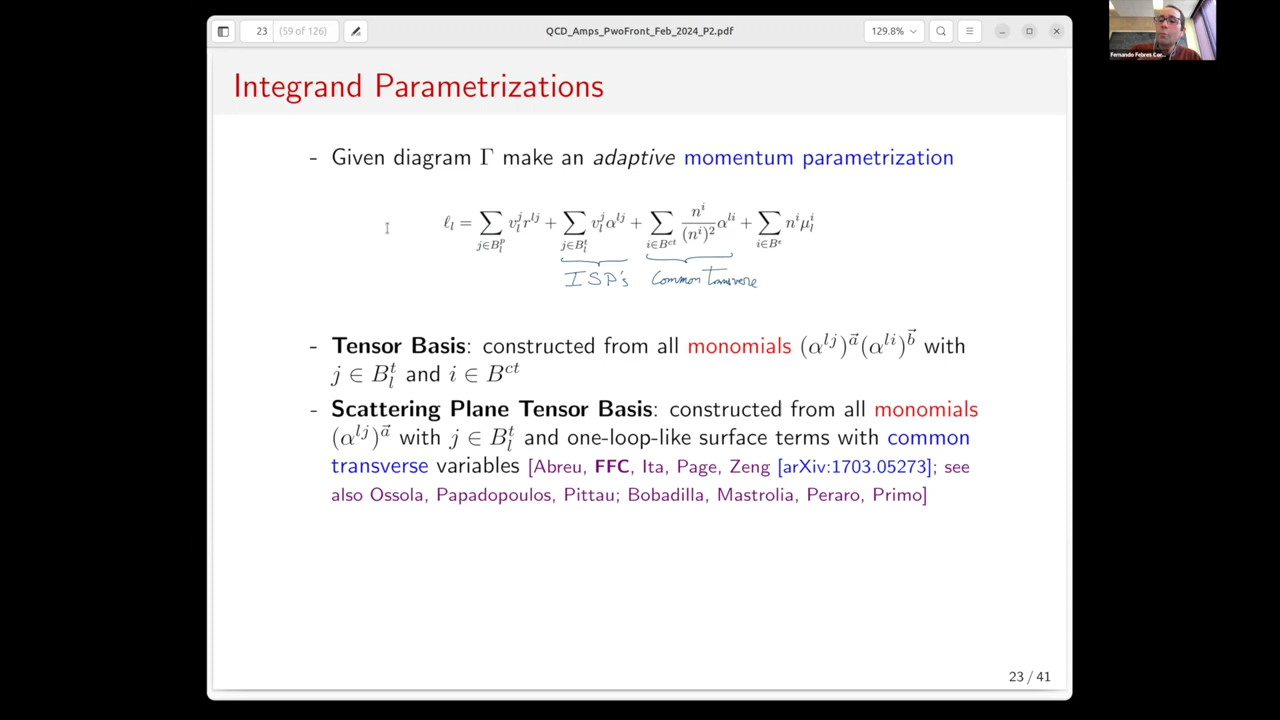 23 (59 of 126) QCD_Amps_PwoFront_Feb_2024_P2.pdf 129.8%
Fernando Febres Cor...
Integrand Parametrizations
- Given diagram Γ make an adaptive momentum parametrization
ℓ_l = ∑_{j∈B_l^p} v_l^j r^{lj} + ∑_{j∈B_l^t} v_l^j α^{lj} + ∑_{i∈B^{ct}} n^i/(n^i)^2 α^{li} + ∑_{i∈B^ϵ} n^i μ_l^i
ISP's Common Transverse
- Tensor Basis: constructed from all monomials (α^{lj})^{\vec{a}}(α^{li})^{\vec{b}} with
j ∈ B_l^t and i ∈ B^{ct}
- Scattering Plane Tensor Basis: constructed from all monomials
(α^{lj})^{\vec{a}} with j ∈ B_l^t and one-loop-like surface terms with common
transverse variables [Abreu, FFC, Ita, Page, Zeng [arXiv:1703.05273]; see
also Ossola, Papadopoulos, Pittau; Bobadilla, Mastrolia, Peraro, Primo]
23 / 41